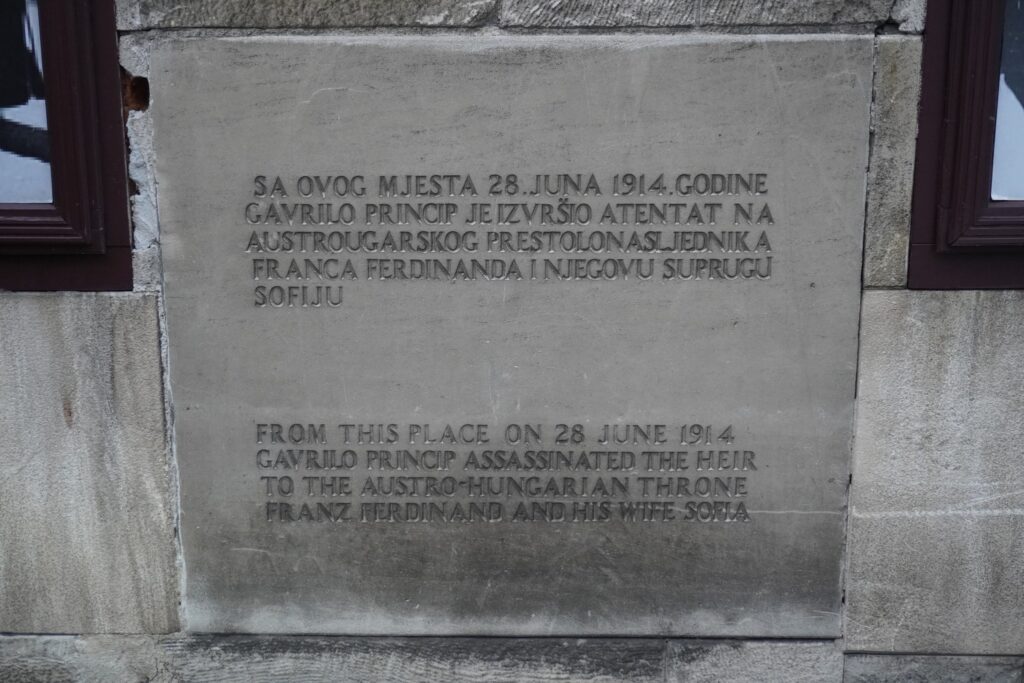 SA OVOG MJESTA 28. JUNA 1914. GODINE
GAVRILO PRINCIP JE IZVRŠIO ATENTAT NA
AUSTROUGARSKOG PRESTOLONASLJEDNIKA
FRANCA FERDINANDA I NJEGOVU SUPRUGU
SOFIJU
FROM THIS PLACE ON 28 JUNE 1914
GAVRILO PRINCIP ASSASSINATED THE HEIR
TO THE AUSTRO-HUNGARIAN THRONE
FRANZ FERDINAND AND HIS WIFE SOFIA